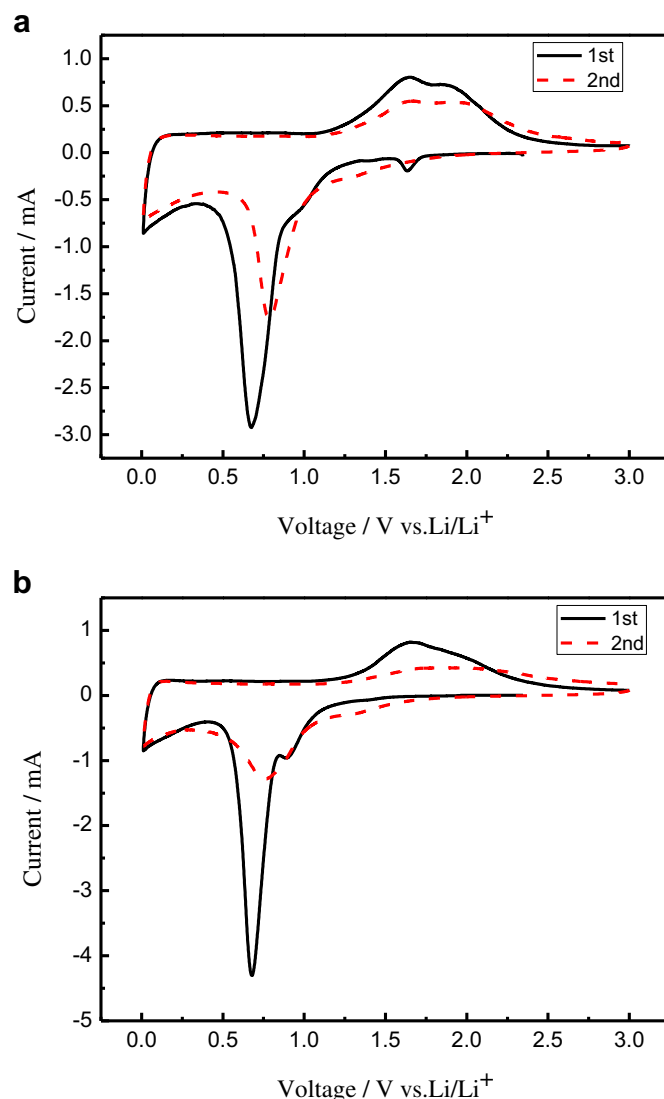 a
1st
2nd
1.0
0.5
0.0
-0.5
-1.0
-1.5
-2.0
-2.5
-3.0
Current / mA
0.0 0.5 1.0 1.5 2.0 2.5 3.0
Voltage / V vs.Li/Li⁺
b
1st
2nd
1
0
-1
-2
-3
-4
-5
Current / mA
0.0 0.5 1.0 1.5 2.0 2.5 3.0
Voltage / V vs.Li/Li⁺